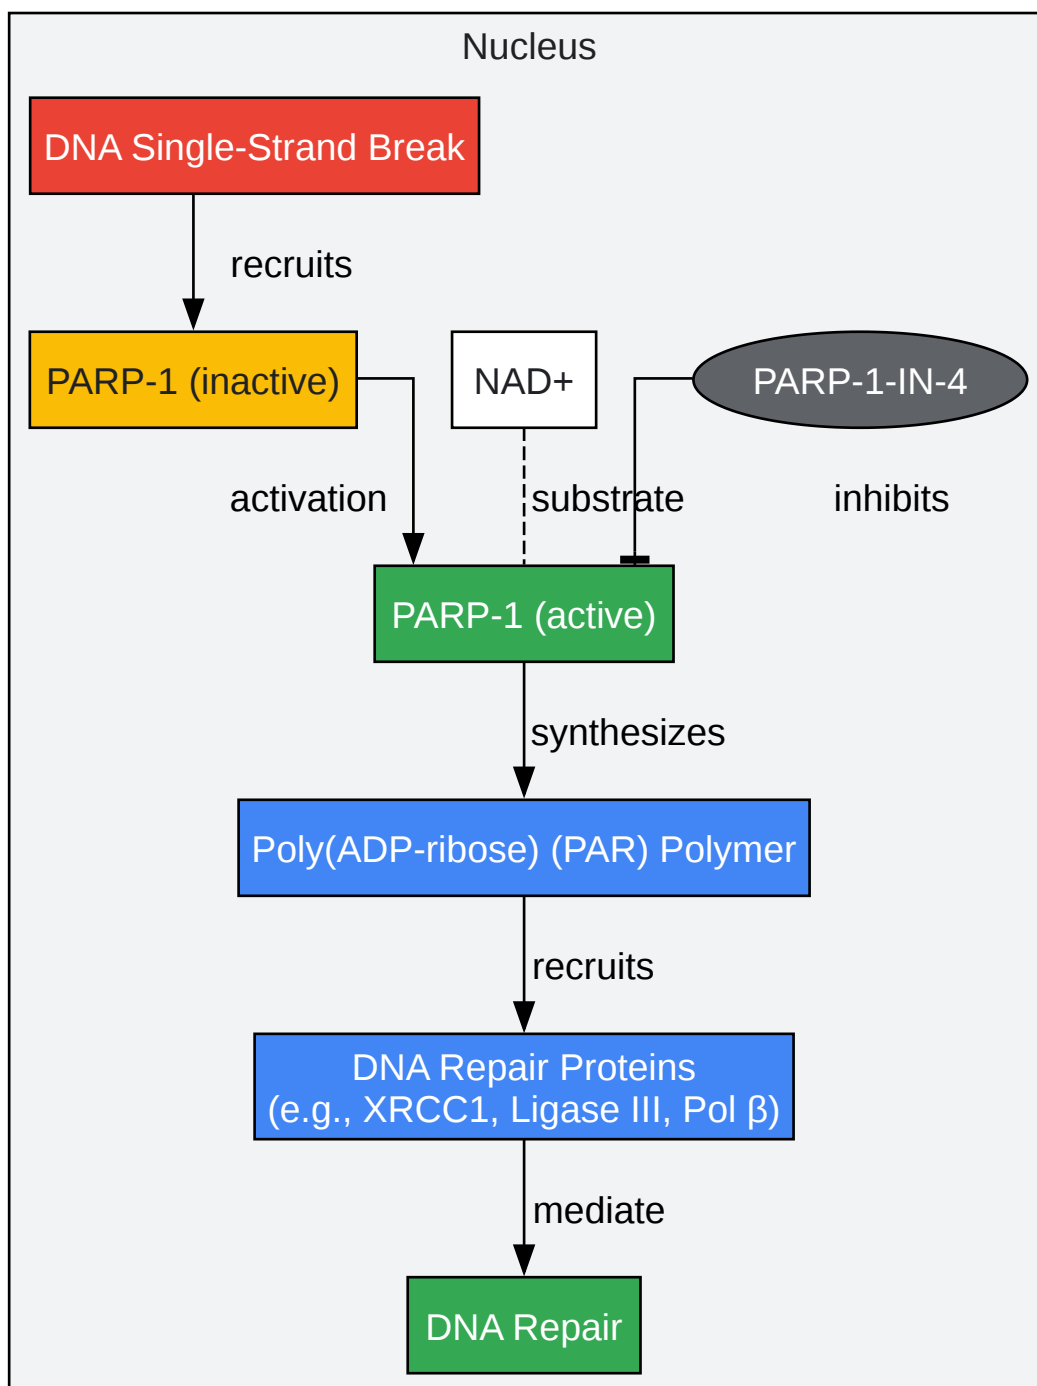 Nucleus
DNA Single-Strand Break
recruits
PARP-1 (inactive)
NAD+
PARP-1-IN-4
activation
substrate
inhibits
PARP-1 (active)
synthesizes
Poly(ADP-ribose) (PAR) Polymer
recruits
DNA Repair Proteins
(e.g., XRCC1, Ligase III, Pol β)
mediate
DNA Repair